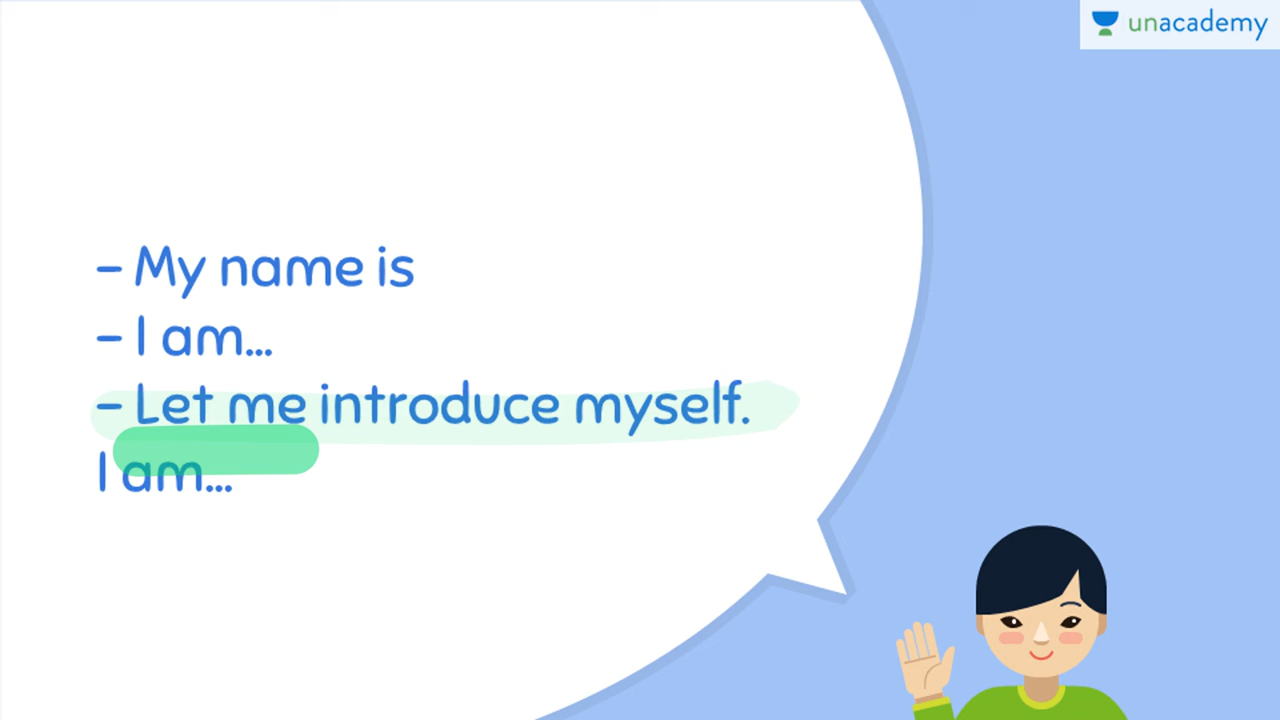 unacademy
– My name is
– I am...
– Let me introduce myself.
I am...